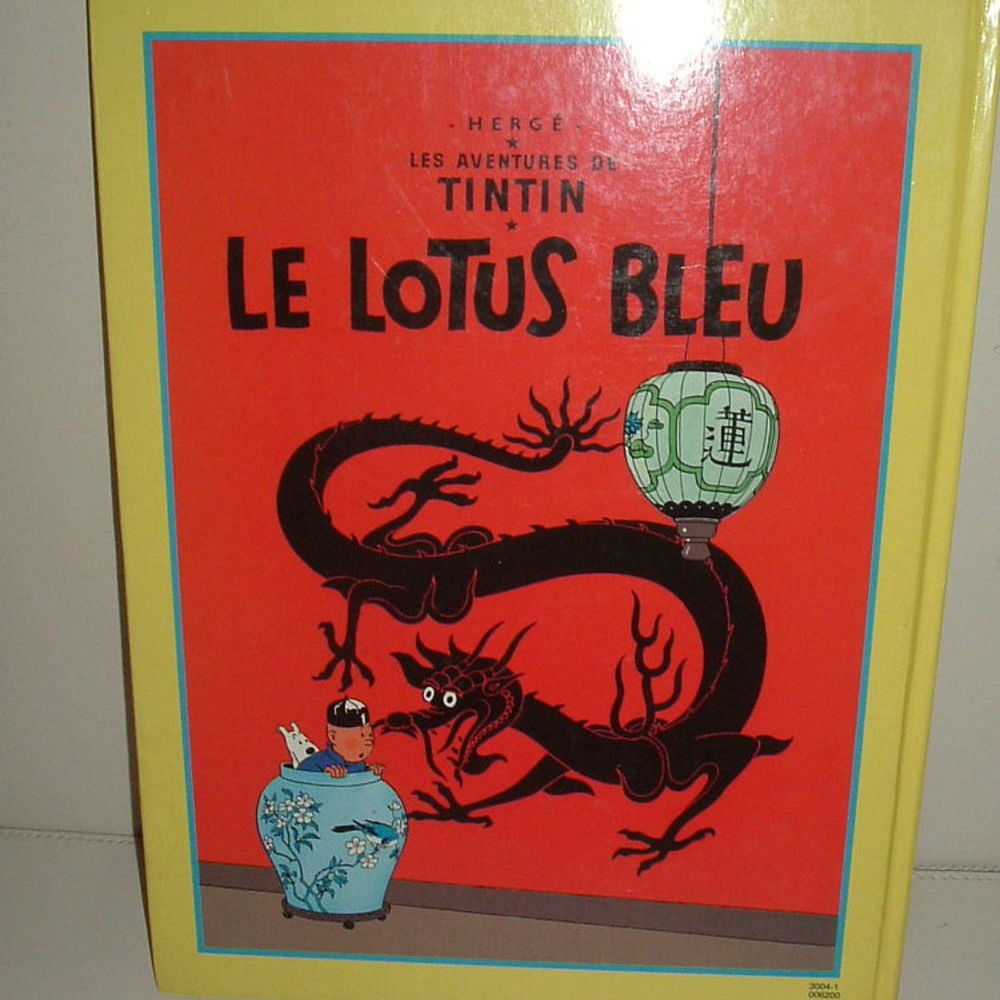 - HERGÉ -
LES AVENTURES DE
TINTIN
LE LOTUS BLEU
蓮
3004-1
006200